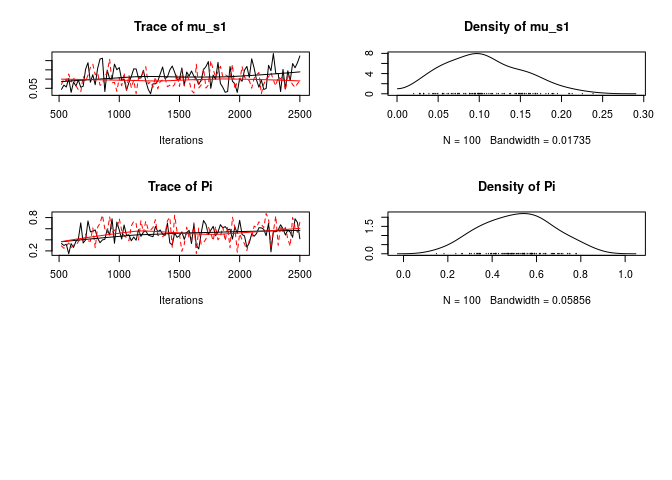 Trace of mu_s1
0.05
500 1000 1500 2000 2500
Iterations
Density of mu_s1
0 4 8
0.00 0.05 0.10 0.15 0.20 0.25 0.30
N = 100 Bandwidth = 0.01735
Trace of Pi
0.2 0.8
500 1000 1500 2000 2500
Iterations
Density of Pi
0.0 1.5
0.0 0.2 0.4 0.6 0.8 1.0
N = 100 Bandwidth = 0.05856